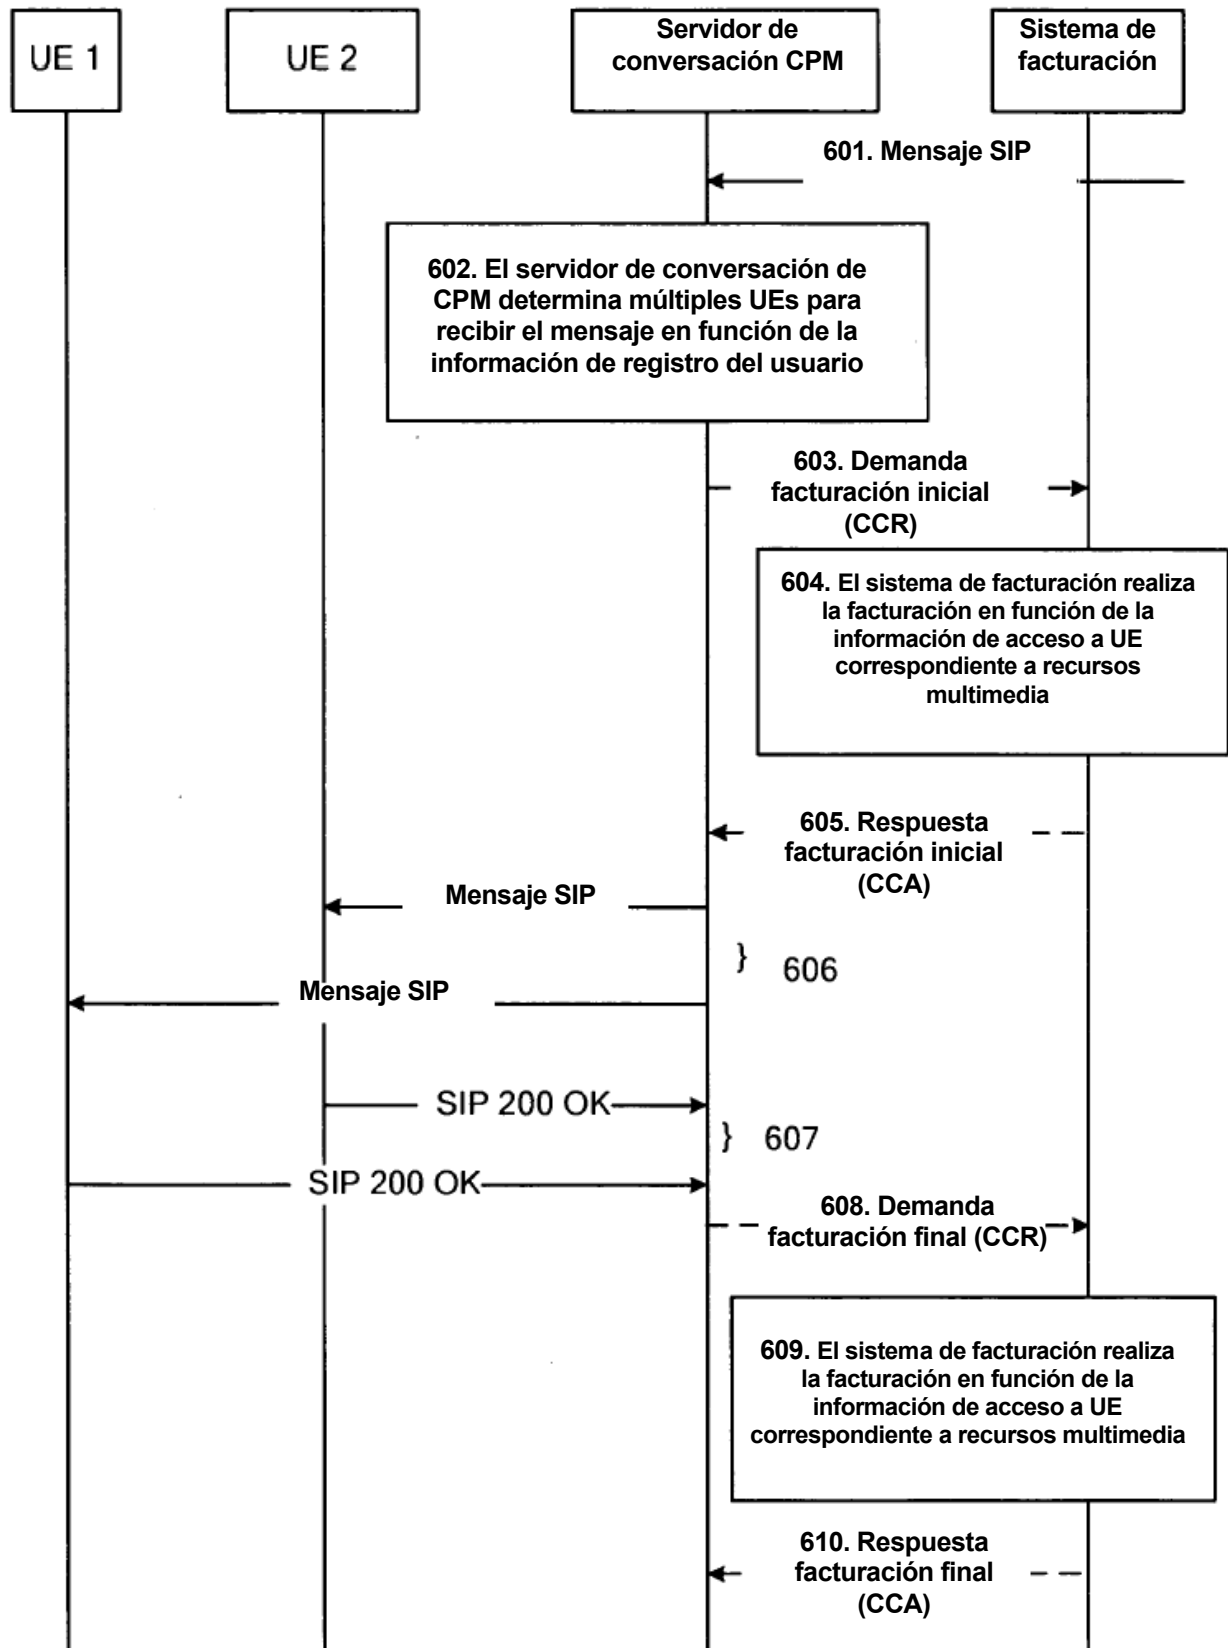 UE 1
UE 2
Servidor de
conversación CPM
Sistema de
facturación
601. Mensaje SIP
602. El servidor de conversación de
CPM determina múltiples UEs para
recibir el mensaje en función de la
información de registro del usuario
603. Demanda
facturación inicial
(CCR)
604. El sistema de facturación realiza
la facturación en función de la
información de acceso a UE
correspondiente a recursos
multimedia
605. Respuesta
facturación inicial
(CCA)
Mensaje SIP
} 606
Mensaje SIP
SIP 200 OK
} 607
SIP 200 OK
608. Demanda
facturación final (CCR)
609. El sistema de facturación realiza
la facturación en función de la
información de acceso a UE
correspondiente a recursos multimedia
610. Respuesta
facturación final
(CCA)